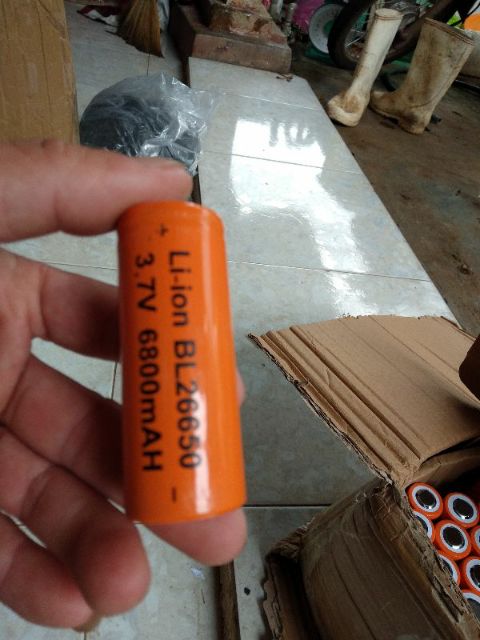 +
Li-ion BL26650
3.7V 6800mAH
-